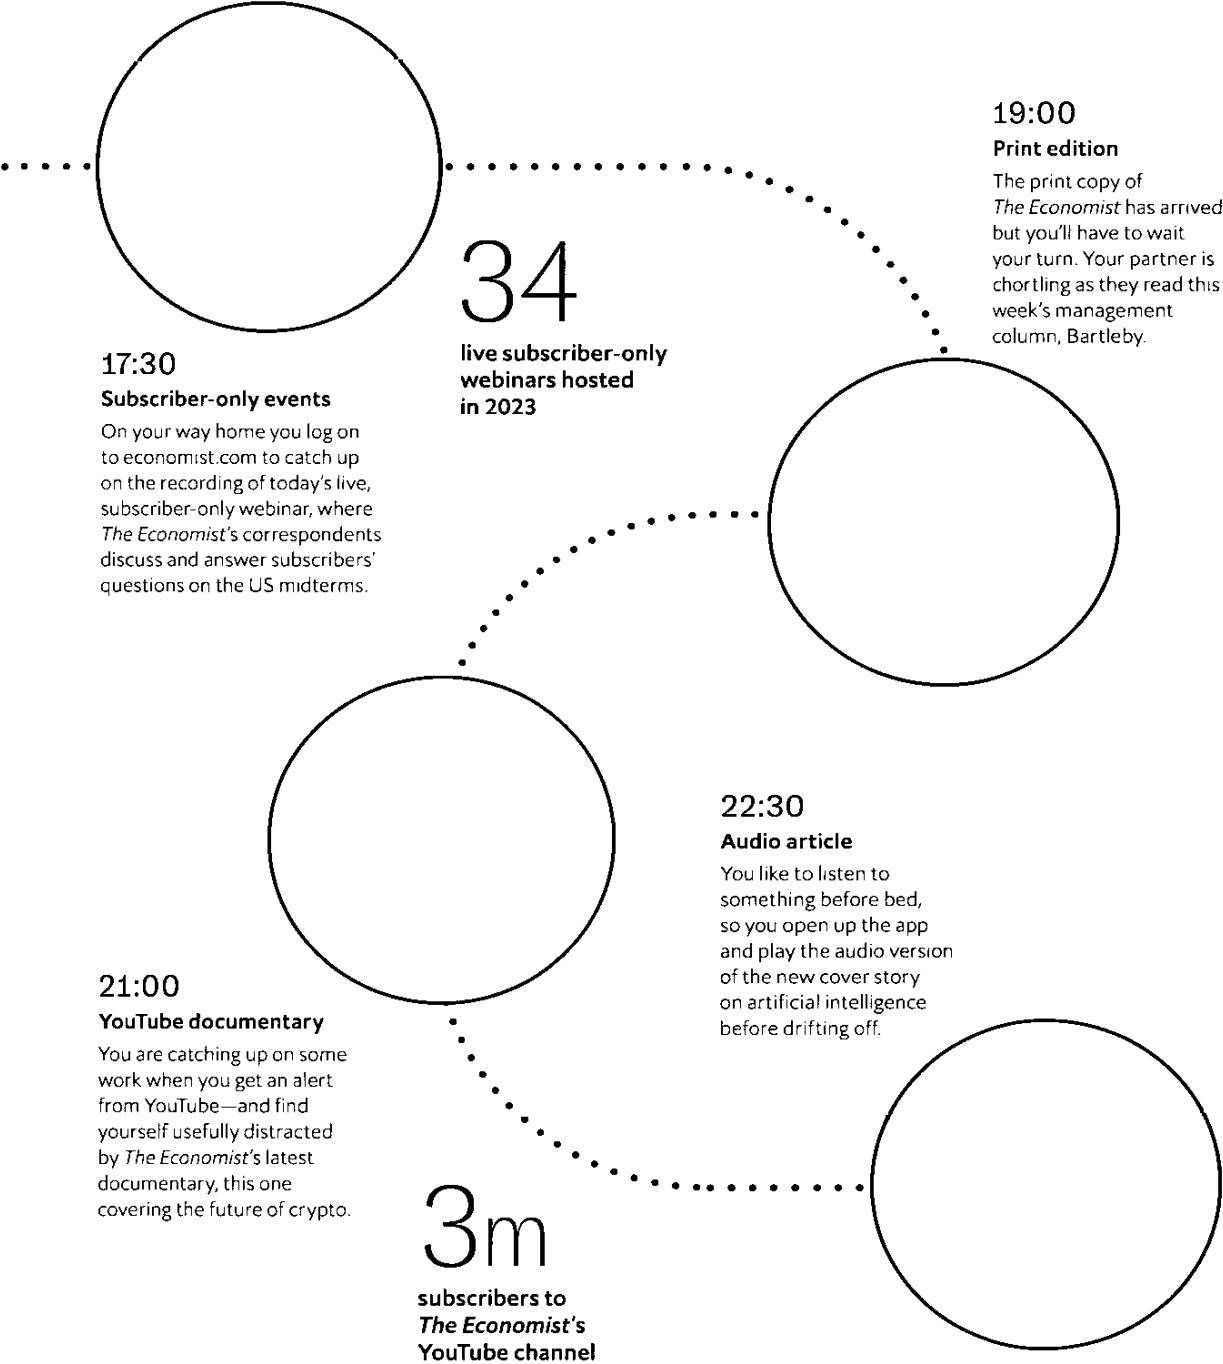 17:30
Subscriber-only events
On your way home you log on
to economist.com to catch up
on the recording of today's live,
subscriber-only webinar, where
The Economist's correspondents
discuss and answer subscribers'
questions on the US midterms.
34
live subscriber-only
webinars hosted
in 2023
19:00
Print edition
The print copy of
The Economist has arrived
but you'll have to wait
your turn. Your partner is
chortling as they read this
week's management
column, Bartleby.
21:00
YouTube documentary
You are catching up on some
work when you get an alert
from YouTube—and find
yourself usefully distracted
by The Economist's latest
documentary, this one
covering the future of crypto.
3m
subscribers to
The Economist's
YouTube channel
22:30
Audio article
You like to listen to
something before bed,
so you open up the app
and play the audio version
of the new cover story
on artificial intelligence
before drifting off.